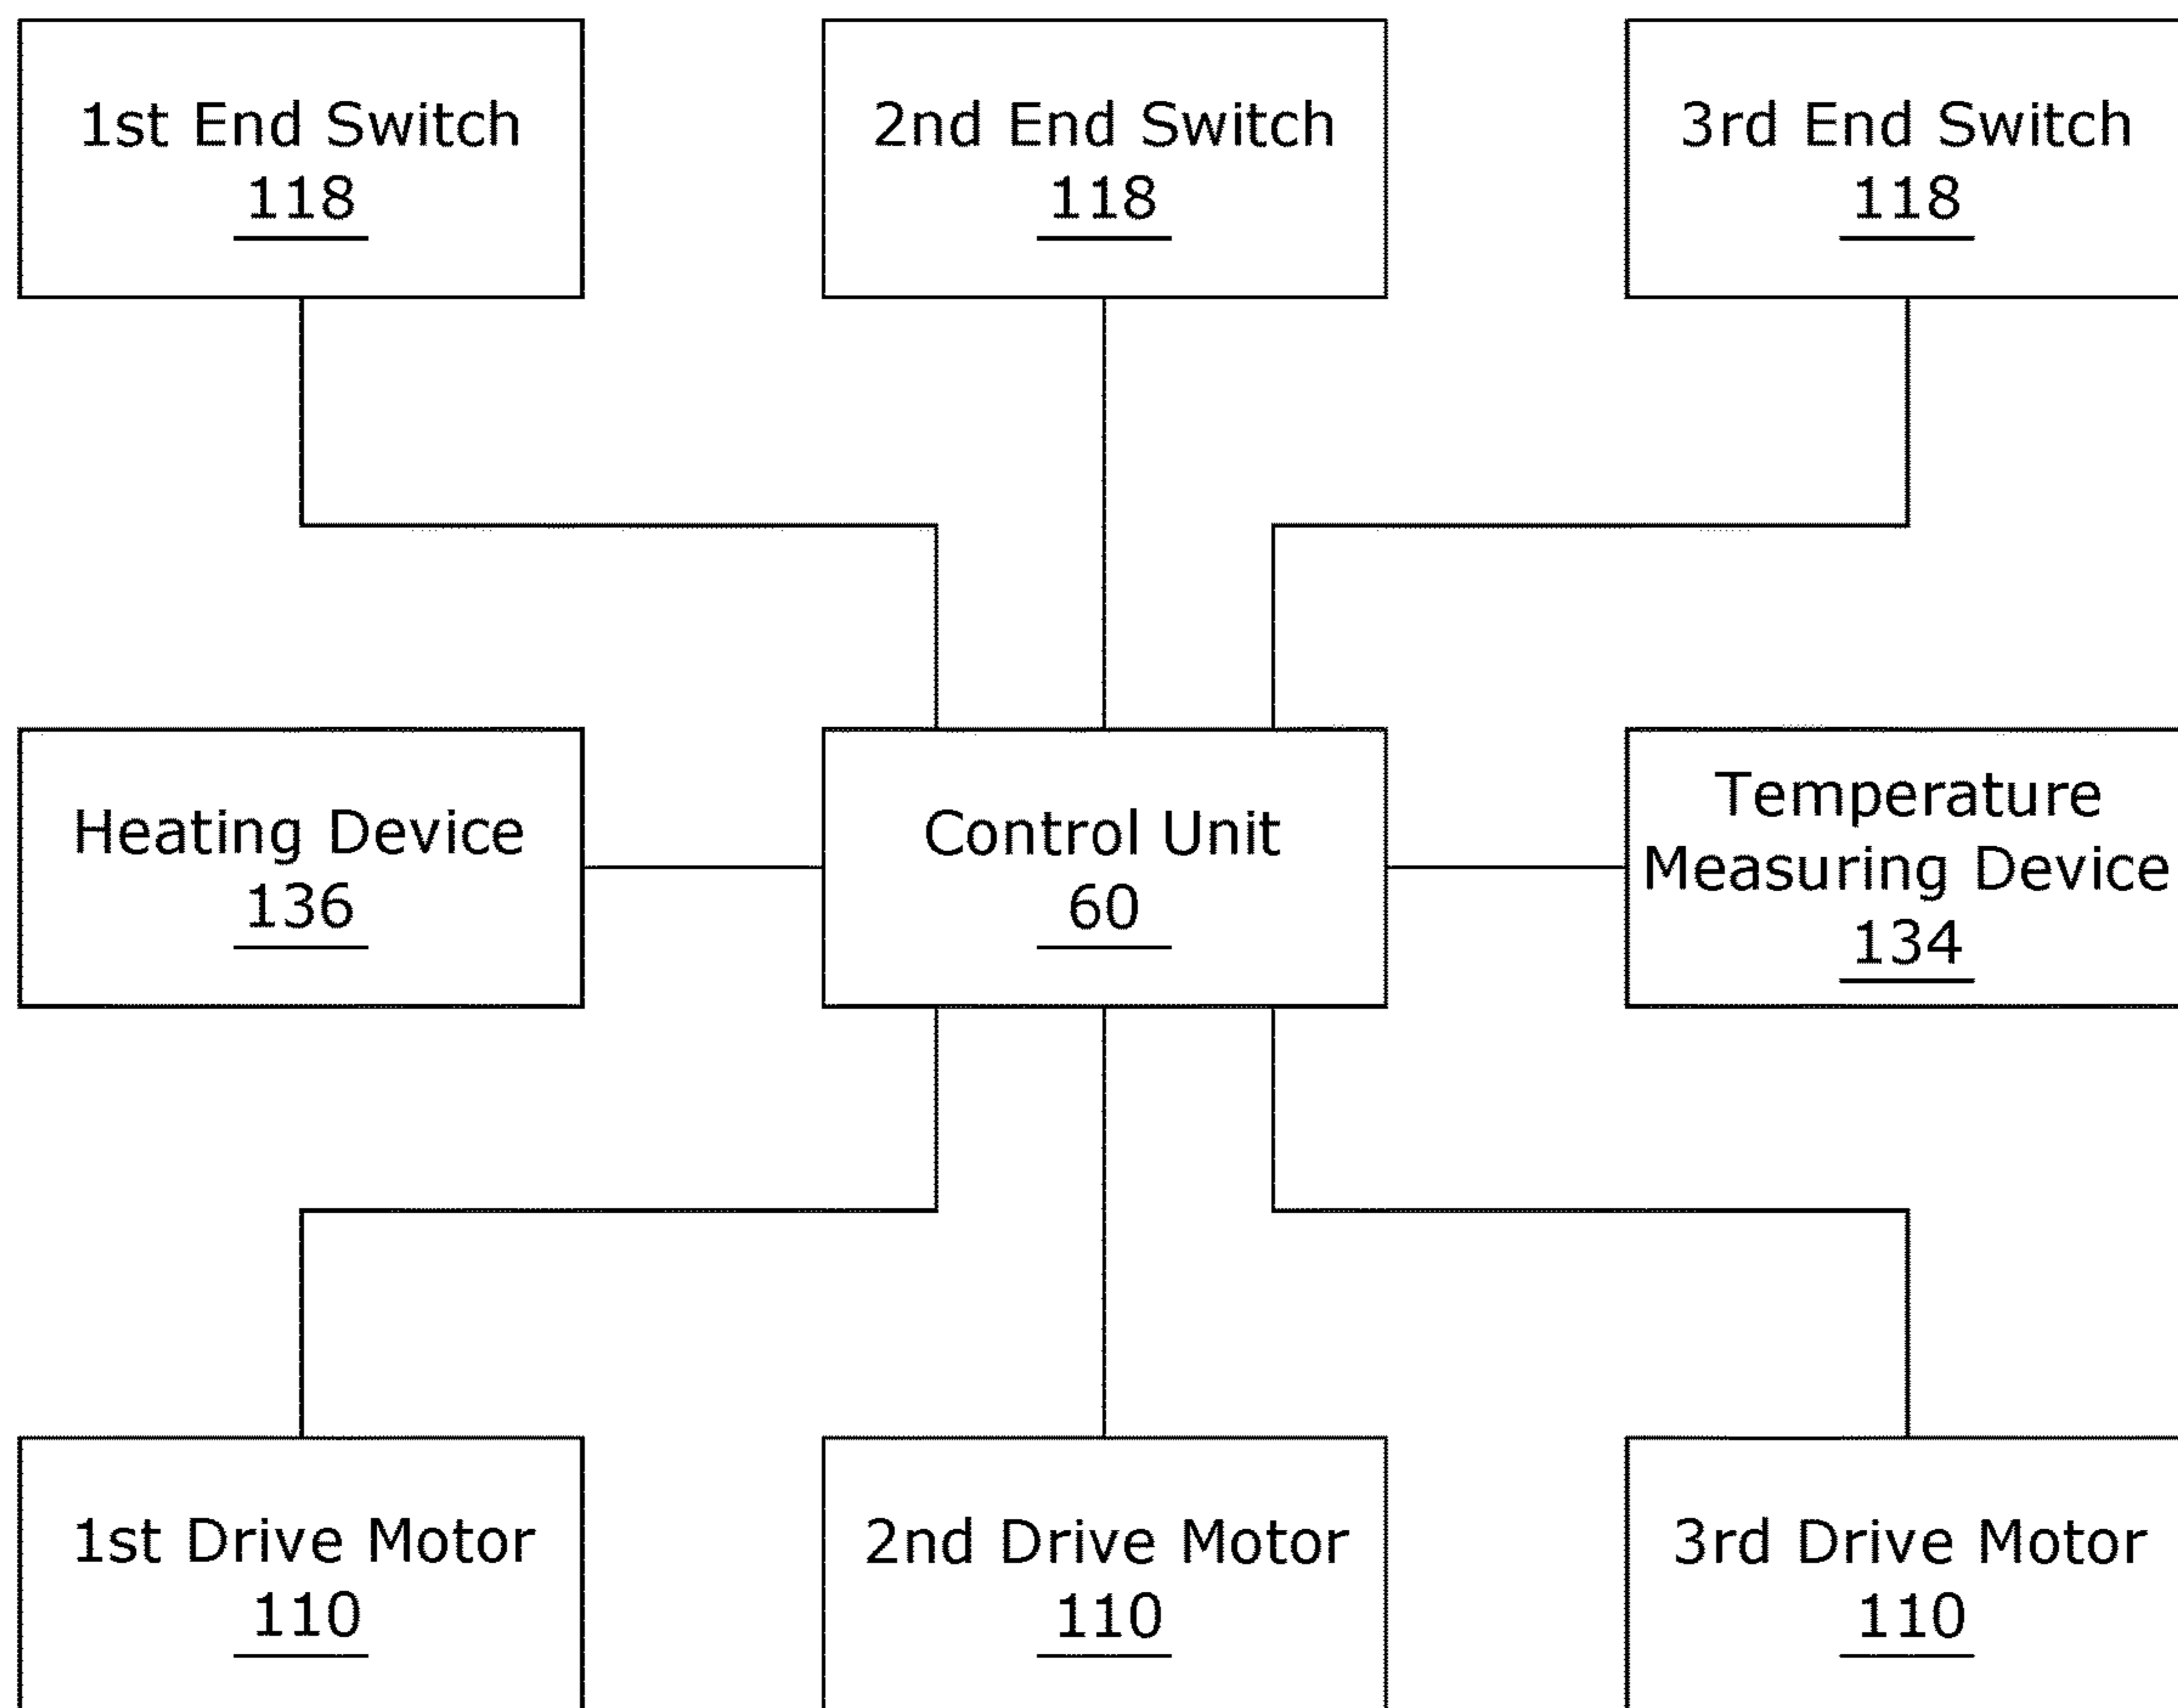 1st End Switch
118
2nd End Switch
118
3rd End Switch
118
Heating Device
136
Control Unit
60
Temperature
Measuring Device
134
1st Drive Motor
110
2nd Drive Motor
110
3rd Drive Motor
110